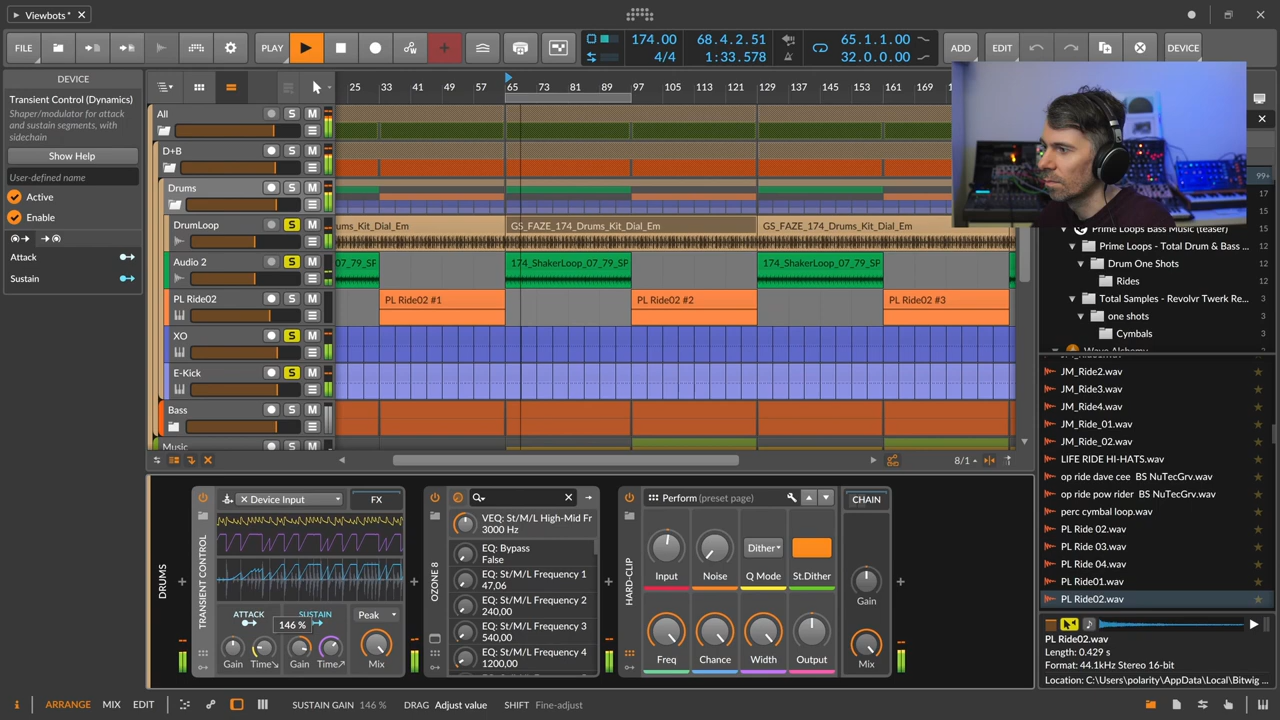 Viewbots*
FILE
PLAY
174.00
4/4
68.4.2.51
1:33.578
65.1.1.00
32.0.0.00
ADD
EDIT
DEVICE
DEVICE
Transient Control (Dynamics)
Shaper/modulator for attack
and sustain segments, with
sidechain
Show Help
User-defined name
Active
Enable
Attack
Sustain
25 33 41 49 57 65 73 81 89 97 105 113 121 129 137 145 153 161 169
All S M
D+B S M
Drums S M
DrumLoop S M
ums_Kit_Dial_Em
GS_FAZE_174_Drums_Kit_Dial_Em
GS_FAZE_174_Drums_Kit_Dial_Em
Audio 2 S M
07_79_SP
174_ShakerLoop_07_79_SP
174_ShakerLoop_07_79_SP
PL Ride02 S M
PL Ride02 #1
PL Ride02 #2
PL Ride02 #3
XO S M
E-Kick S M
Bass S M
Music
8/1
99+
17
15
Prime Loops Bass Music (teaser) 15
Prime Loops - Total Drum & Bass ... 12
Drum One Shots 12
Rides 12
Total Samples - Revolvr Twerk Re... 3
one shots 3
Cymbals 3
Wave Alchemy
JM_Ride2.wav
JM_Ride3.wav
JM_Ride4.wav
JM_Ride_01.wav
JM_Ride_02.wav
LIFE RIDE HI-HATS.wav
op ride dave cee BS NuTecGrv.wav
op ride pow rider BS NuTecGrv.wav
perc cymbal loop.wav
PL Ride 02.wav
PL Ride 03.wav
PL Ride 04.wav
PL Ride01.wav
PL Ride02.wav
PL Ride02.wav
Length: 0.429 s
Format: 44.1kHz Stereo 16-bit
Location: C:\Users\polarity\AppData\Local\Bitwig ...
DRUMS
TRANSIENT CONTROL
Device Input
FX
ATTACK
SUSTAIN
146 %
Peak
Gain
Time
Gain
Time
Mix
OZONE 8
VEQ: St/M/L High-Mid Fr
3000 Hz
EQ: Bypass
False
EQ: St/M/L Frequency 1
47,06
EQ: St/M/L Frequency 2
240,00
EQ: St/M/L Frequency 3
540,00
EQ: St/M/L Frequency 4
1200,00
HARD-CLIP
Perform (preset page)
Input
Noise
Dither
Q Mode
St.Dither
Freq
Chance
Width
Output
CHAIN
Gain
Mix
ARRANGE
MIX
EDIT
SUSTAIN GAIN 146 %
DRAG Adjust value
SHIFT Fine-adjust